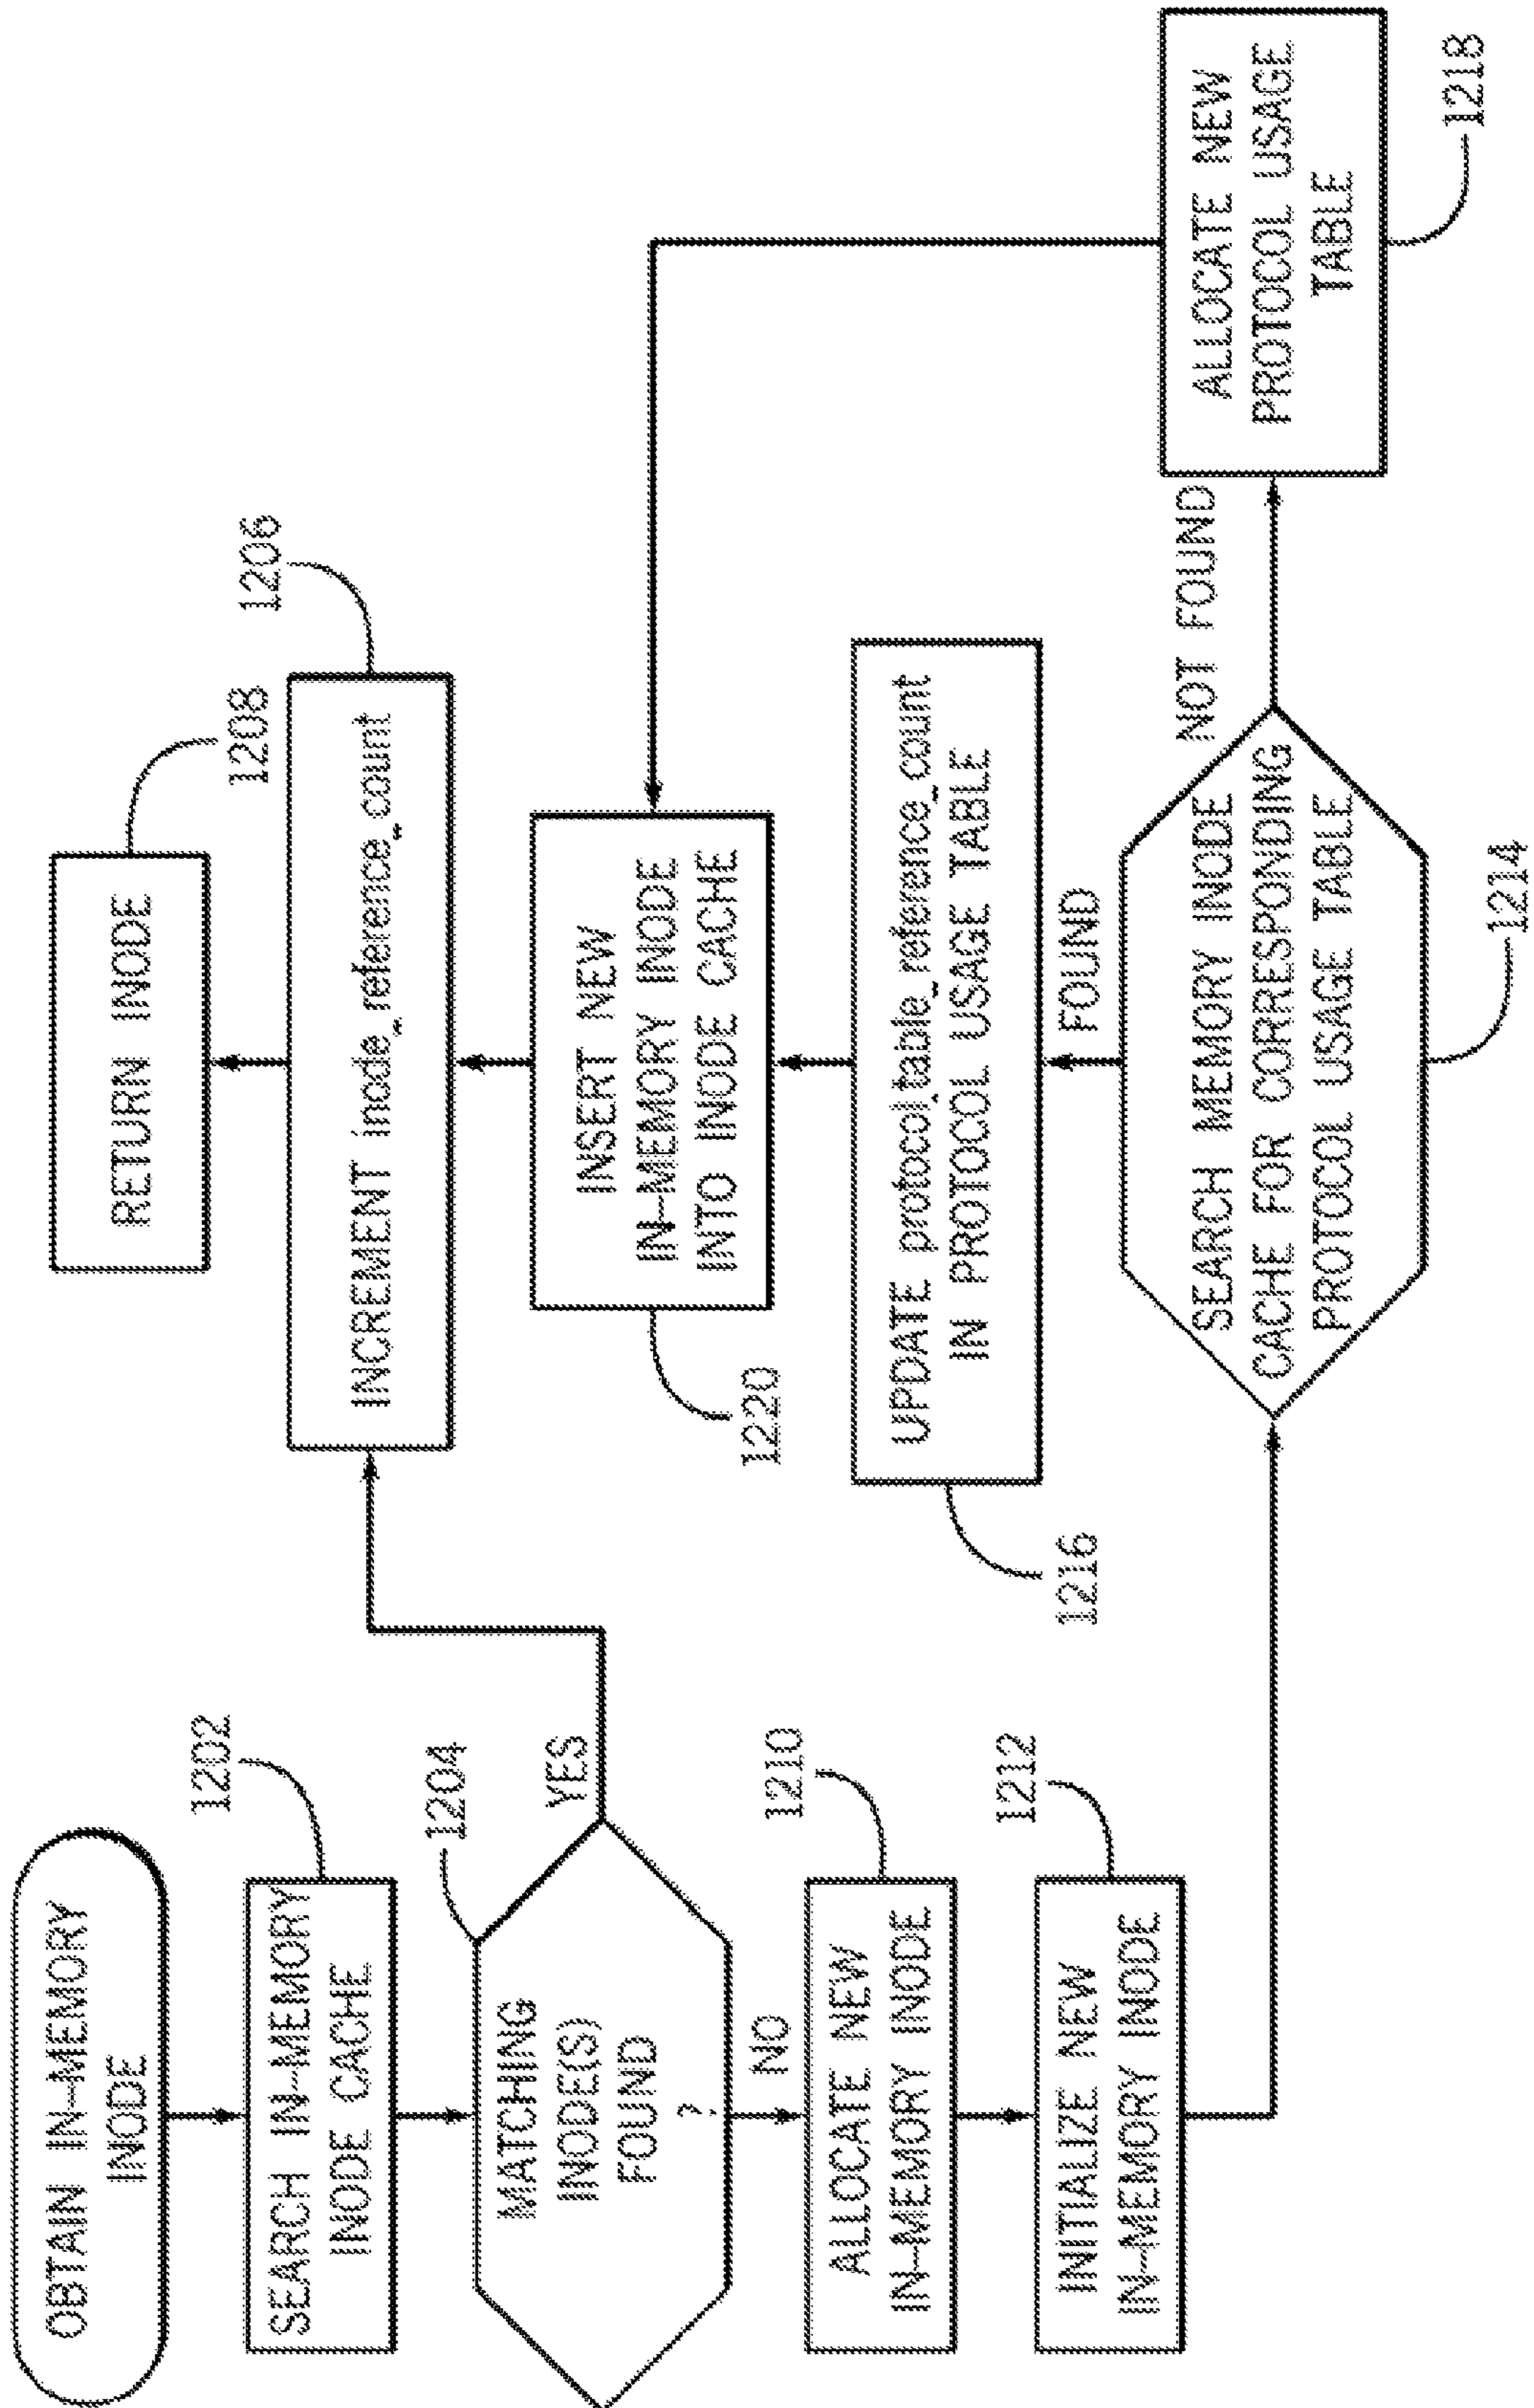 OBTAIN IN-MEMORY
INODE
1202
SEARCH IN-MEMORY
INODE CACHE
1204
MATCHING
INODE(S)
FOUND
?
YES
NO
1210
ALLOCATE NEW
IN-MEMORY INODE
1212
INITIALIZE NEW
IN-MEMORY INODE
1208
RETURN INODE
1206
INCREMENT inode_reference_count
INSERT NEW
IN-MEMORY INODE
INTO INODE CACHE
1220
UPDATE protocol_table_reference_count
IN PROTOCOL USAGE TABLE
1216
FOUND
SEARCH MEMORY INODE
CACHE FOR CORRESPONDING
PROTOCOL USAGE TABLE
1214
NOT FOUND
ALLOCATE NEW
PROTOCOL USAGE
TABLE
1218